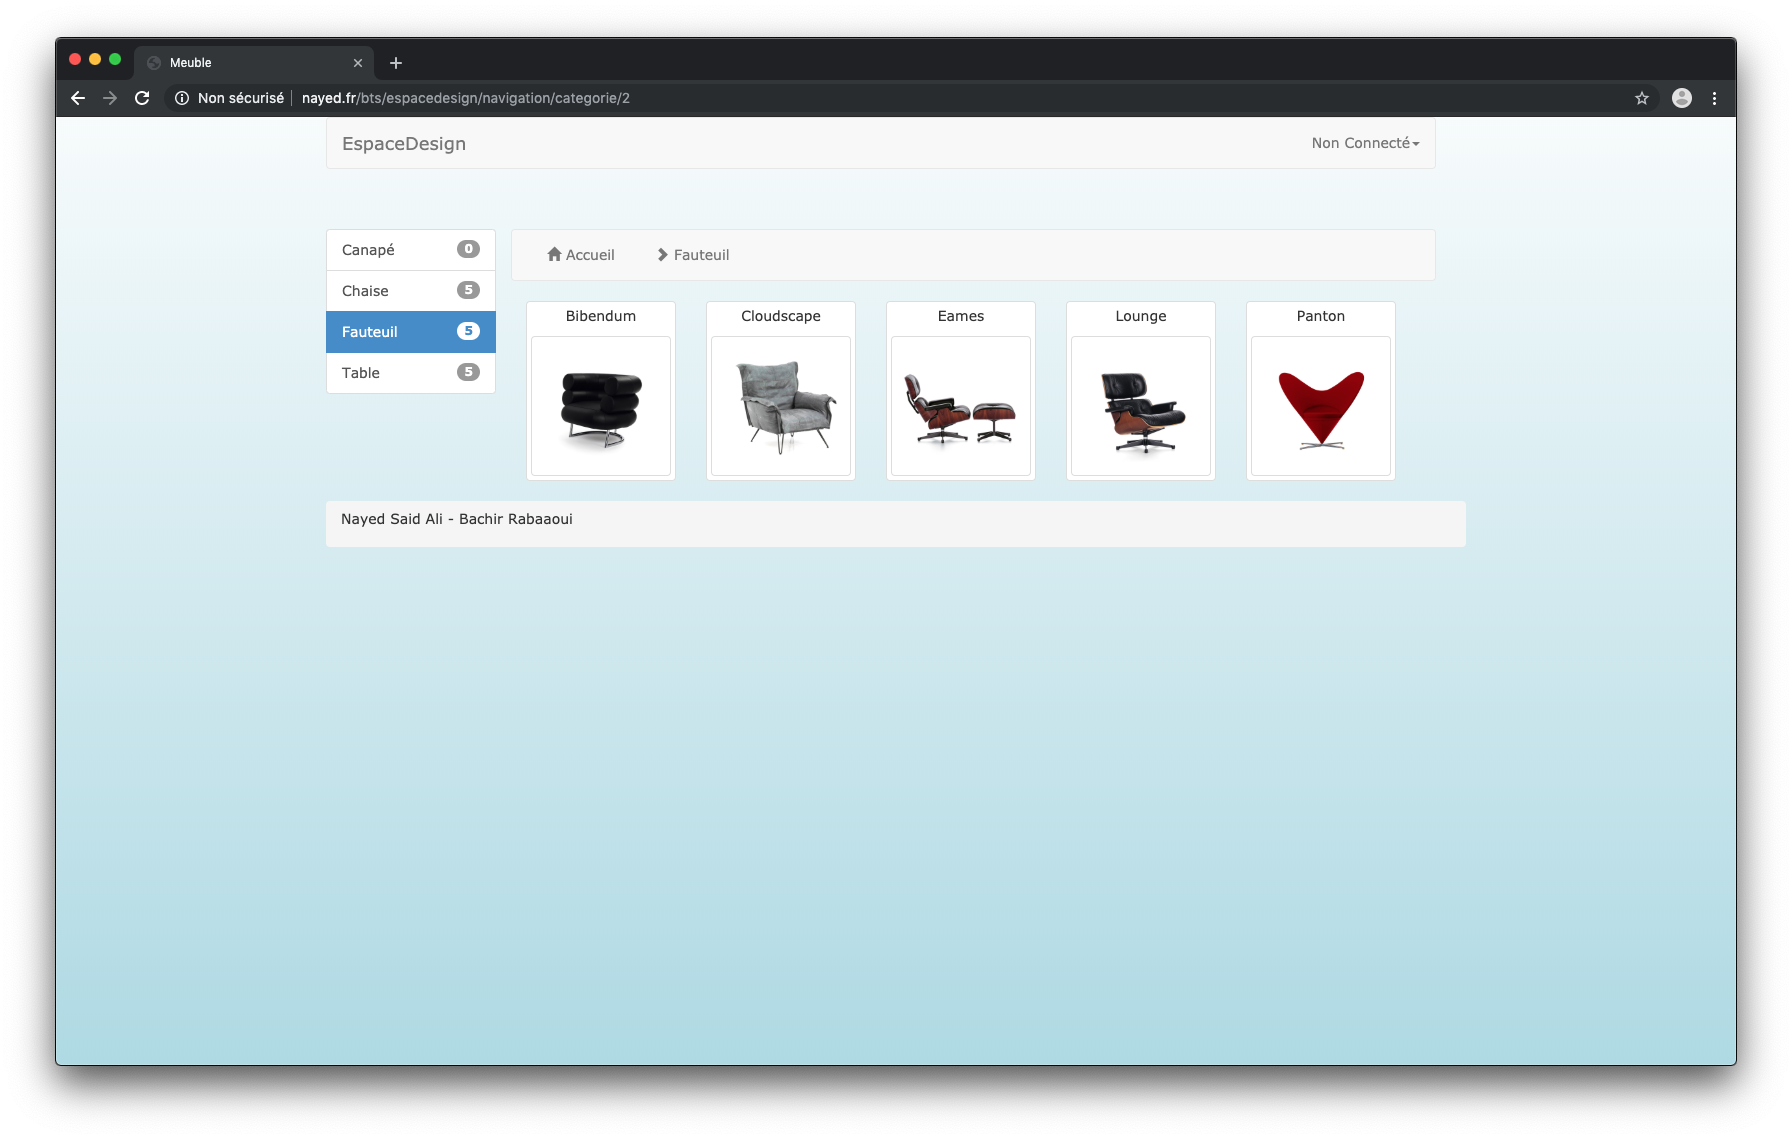 Meuble
Non sécurisé nayed.fr/bts/espacedesign/navigation/categorie/2
EspaceDesign Non Connecté
Canapé 0
Chaise 5
Fauteuil 5
Table 5
Accueil Fauteuil
Bibendum Cloudscape Eames Lounge Panton
Nayed Said Ali - Bachir Rabaaoui